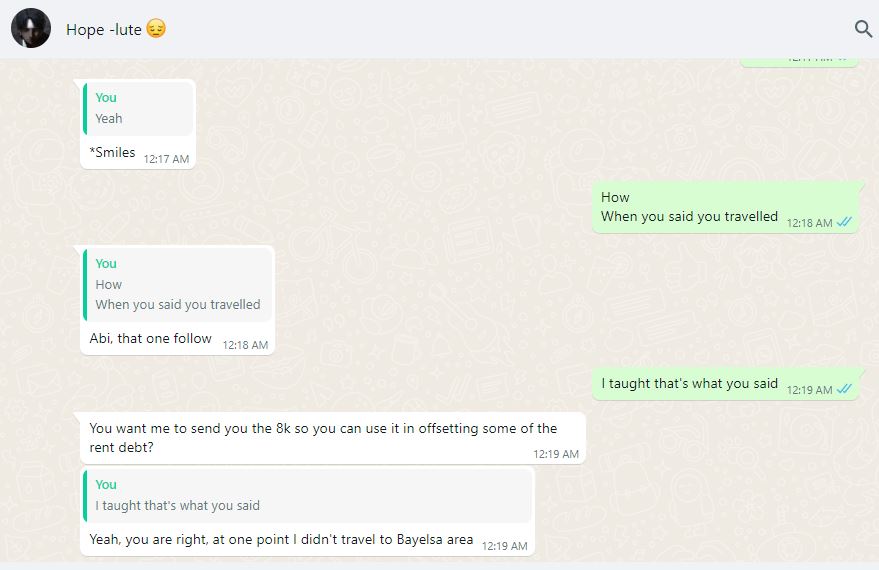 Hope -lute 😔
You
Yeah
*Smiles
12:17 AM
How
When you said you travelled
12:18 AM
You
How
When you said you travelled
Abi, that one follow
12:18 AM
I taught that's what you said
12:19 AM
You want me to send you the 8k so you can use it in offsetting some of the
rent debt?
12:19 AM
You
I taught that's what you said
Yeah, you are right, at one point I didn't travel to Bayelsa area
12:19 AM